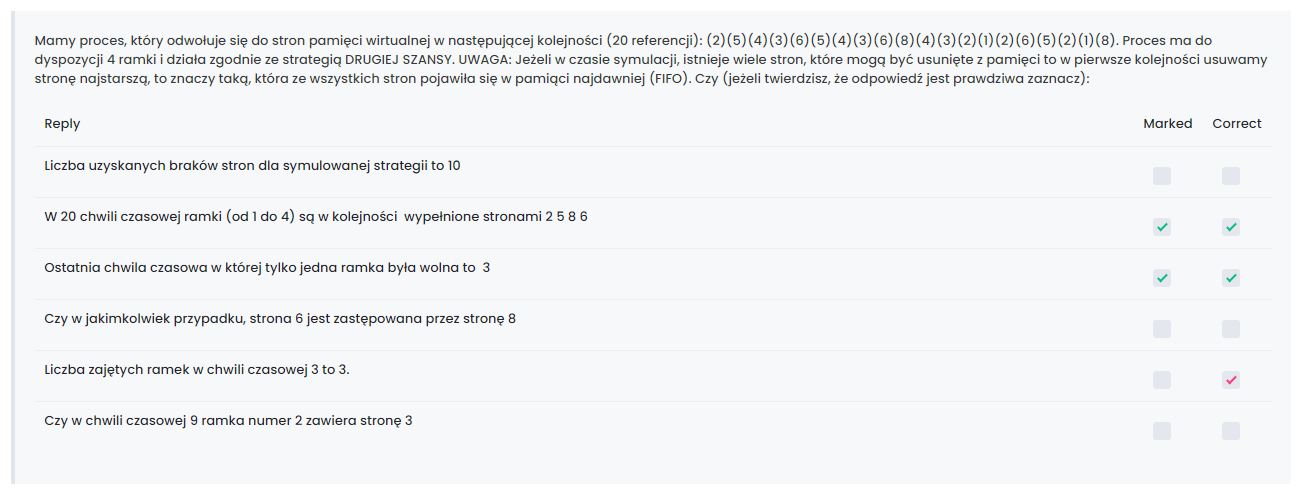 Mamy proces, który odwołuje się do stron pamięci wirtualnej w następującej kolejności (20 referencji): (2)(5)(4)(3)(6)(5)(4)(3)(6)(8)(4)(3)(2)(1)(2)(6)(5)(2)(1)(8). Proces ma do
dyspozycji 4 ramki i działa zgodnie ze strategią DRUGIEJ SZANSY. UWAGA: Jeżeli w czasie symulacji, istnieje wiele stron, które mogą być usunięte z pamięci to w pierwsze kolejności usuwamy
stronę najstarszą, to znaczy taką, która ze wszystkich stron pojawiła się w pamiąci najdawniej (FIFO). Czy (jeżeli twierdzisz, że odpowiedź jest prawdziwa zaznacz):
Reply Marked Correct
Liczba uzyskanych braków stron dla symulowanej strategii to 10
W 20 chwili czasowej ramki (od 1 do 4) są w kolejności wypełnione stronami 2 5 8 6
Ostatnia chwila czasowa w której tylko jedna ramka była wolna to 3
Czy w jakimkolwiek przypadku, strona 6 jest zastępowana przez stronę 8
Liczba zajętych ramek w chwili czasowej 3 to 3.
Czy w chwili czasowej 9 ramka numer 2 zawiera stronę 3